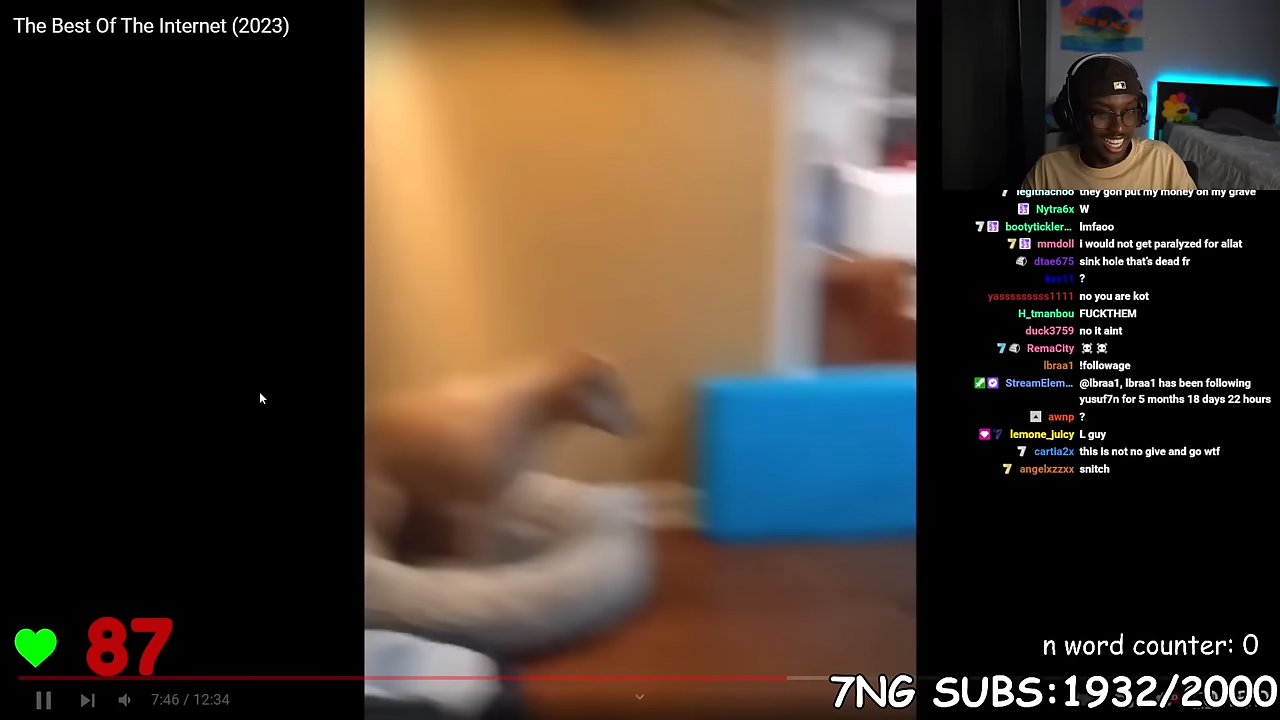 The Best Of The Internet (2023)
legithachoo they gon put my money on my grave
Nytra6x W
bootytickler... lmfaoo
mmdoll i would not get paralyzed for allat
dtae675 sink hole that's dead fr
?
yasssssssss1111 no you are kot
H_tmanbou FUCKTHEM
duck3759 no it aint
RemaCity ☠ ☠
lbraa1 !followage
StreamElem... @lbraa1, lbraa1 has been following
yusuf7n for 5 months 18 days 22 hours
awnp ?
lemone_juicy L guy
cartia2x this is not no give and go wtf
angelxzzxx snitch
87
n word counter: 0
7:46 / 12:34
7NG SUBS:1932/2000